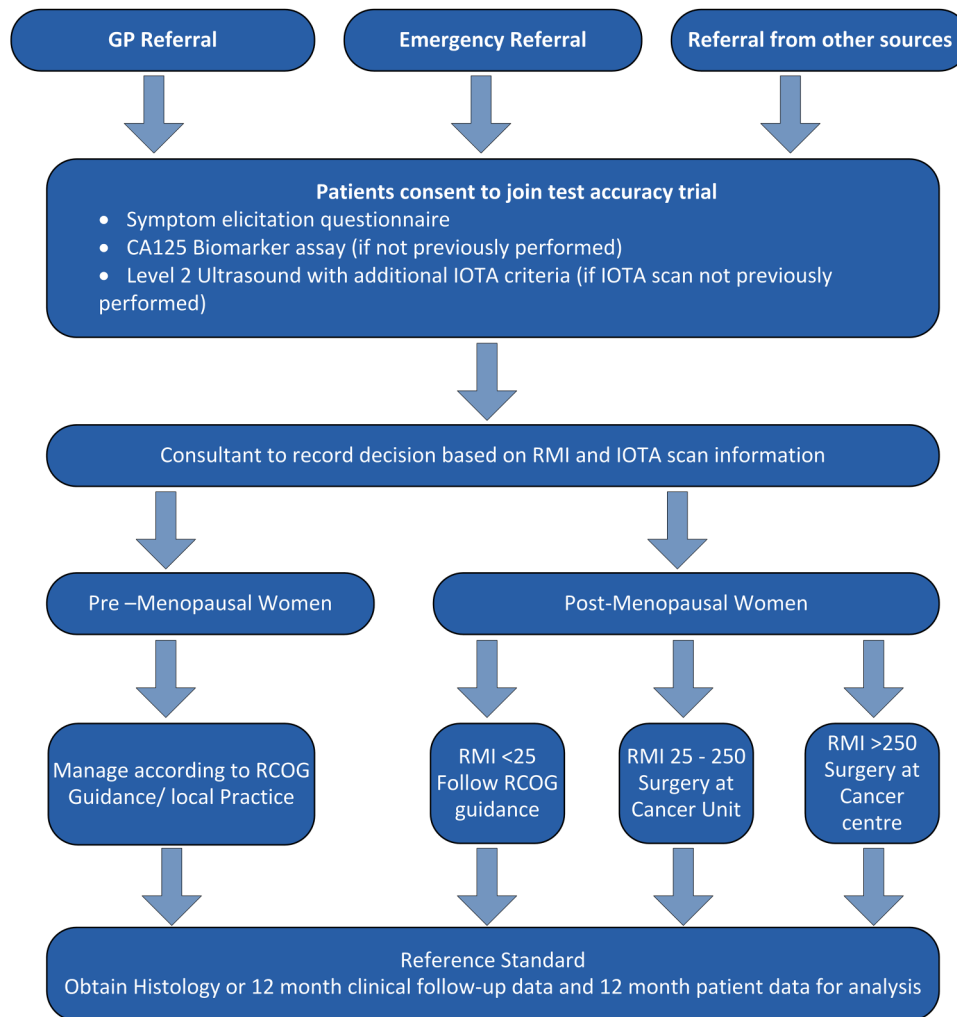 GP Referral
Emergency Referral
Referral from other sources
Patients consent to join test accuracy trial
• Symptom elicitation questionnaire
• CA125 Biomarker assay (if not previously performed)
• Level 2 Ultrasound with additional IOTA criteria (if IOTA scan not previously
performed)
Consultant to record decision based on RMI and IOTA scan information
Pre –Menopausal Women
Post-Menopausal Women
Manage according to RCOG
Guidance/ local Practice
RMI <25
Follow RCOG
guidance
RMI 25 - 250
Surgery at
Cancer Unit
RMI >250
Surgery at
Cancer
centre
Reference Standard
Obtain Histology or 12 month clinical follow-up data and 12 month patient data for analysis